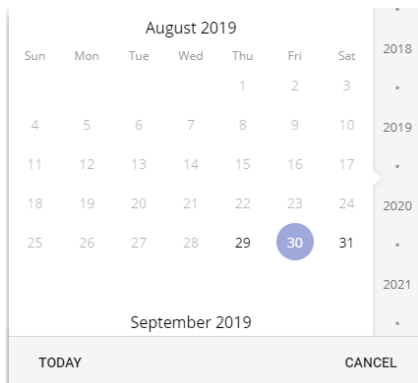 August 2019
Sun Mon Tue Wed Thu Fri Sat
1 2 3
4 5 6 7 8 9 10
11 12 13 14 15 16 17
18 19 20 21 22 23 24
25 26 27 28 29 30 31
September 2019
2018
•
2019
•
2020
•
2021
•
TODAY CANCEL